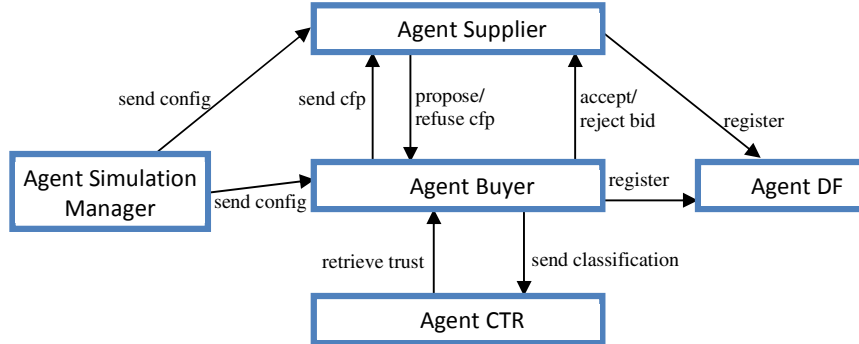 Agent Supplier
send config
send cfp
propose/
refuse cfp
accept/
reject bid
register
Agent Simulation
Manager
send config
Agent Buyer
register
Agent DF
retrieve trust
send classification
Agent CTR